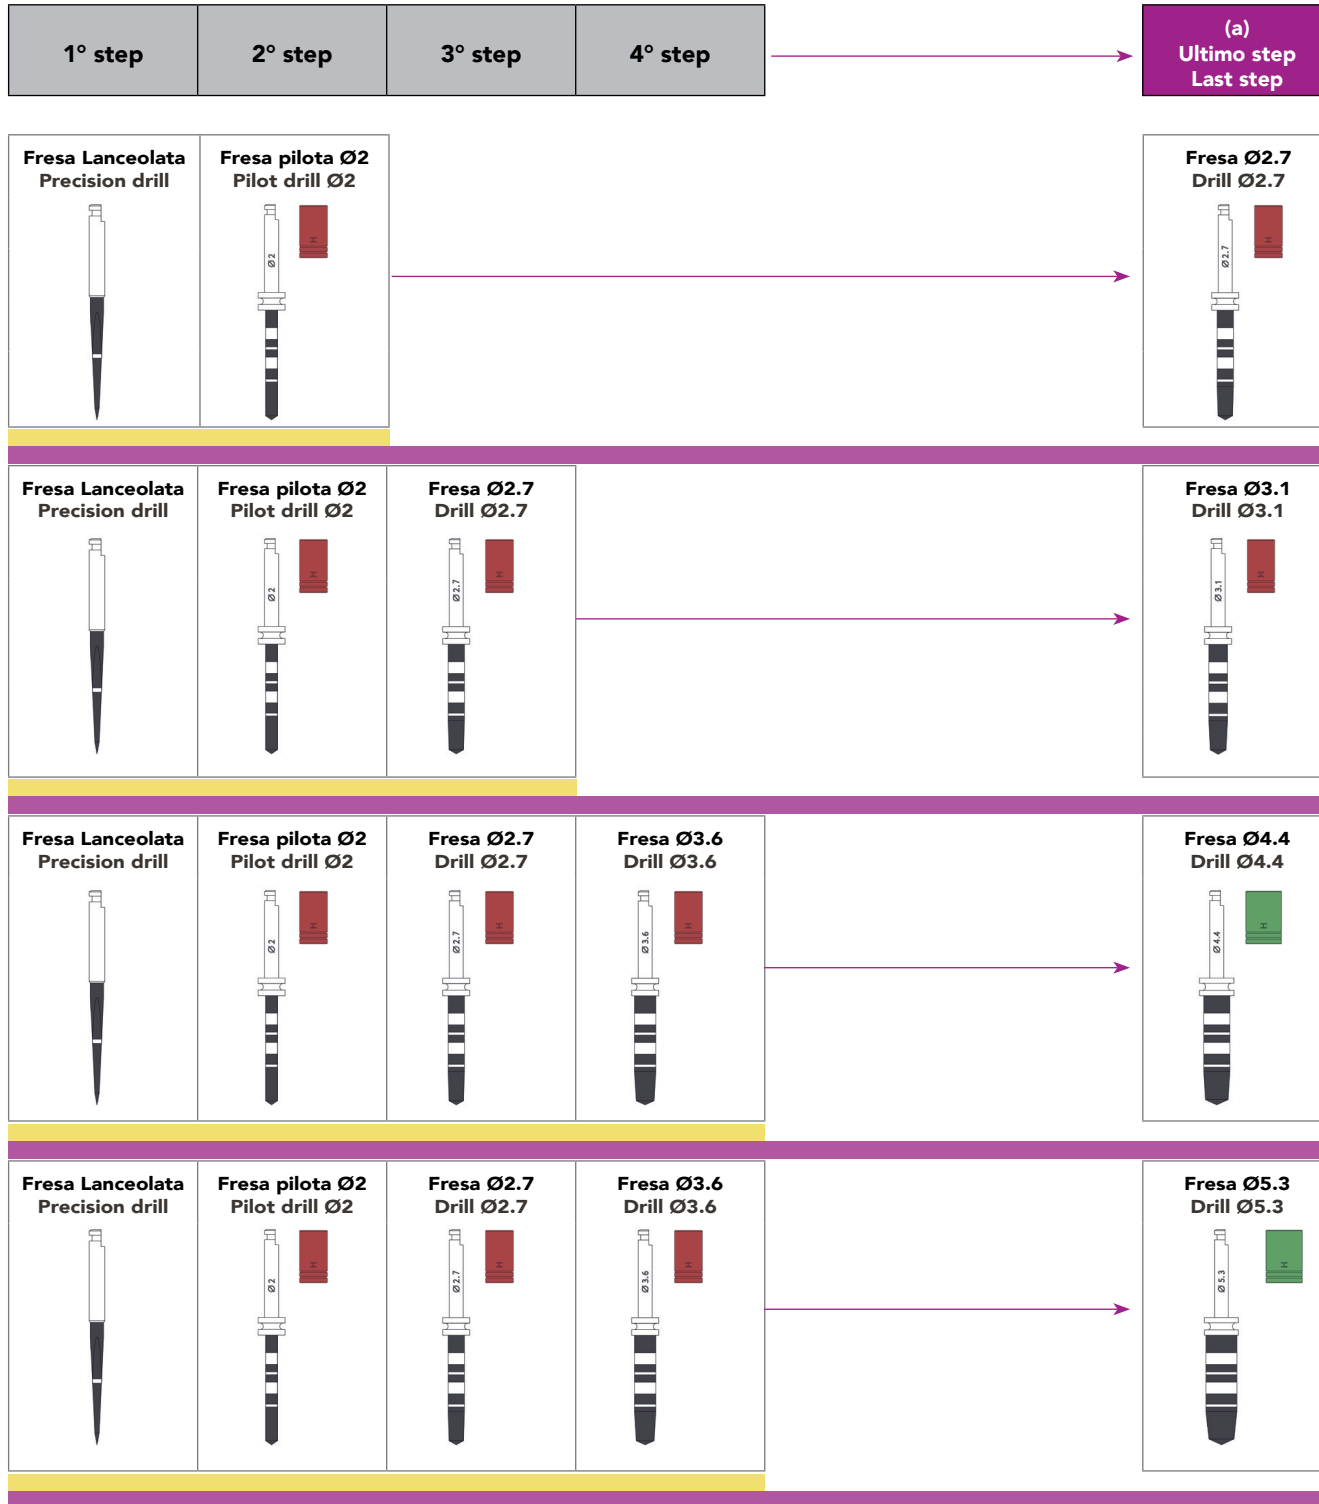 1° step
2° step
3° step
4° step
(a)
Ultimo step
Last step
Fresa Lanceolata
Precision drill
Fresa pilota Ø2
Pilot drill Ø2
Fresa Ø2.7
Drill Ø2.7
Ø2
H
Ø2.7
H
Fresa Lanceolata
Precision drill
Fresa pilota Ø2
Pilot drill Ø2
Fresa Ø2.7
Drill Ø2.7
Fresa Ø3.1
Drill Ø3.1
Ø2
H
Ø2.7
H
Ø3.1
H
Fresa Lanceolata
Precision drill
Fresa pilota Ø2
Pilot drill Ø2
Fresa Ø2.7
Drill Ø2.7
Fresa Ø3.6
Drill Ø3.6
Fresa Ø4.4
Drill Ø4.4
Ø2
H
Ø2.7
H
Ø3.6
H
Ø4.4
H
Fresa Lanceolata
Precision drill
Fresa pilota Ø2
Pilot drill Ø2
Fresa Ø2.7
Drill Ø2.7
Fresa Ø3.6
Drill Ø3.6
Fresa Ø5.3
Drill Ø5.3
Ø2
H
Ø2.7
H
Ø3.6
H
Ø5.3
H